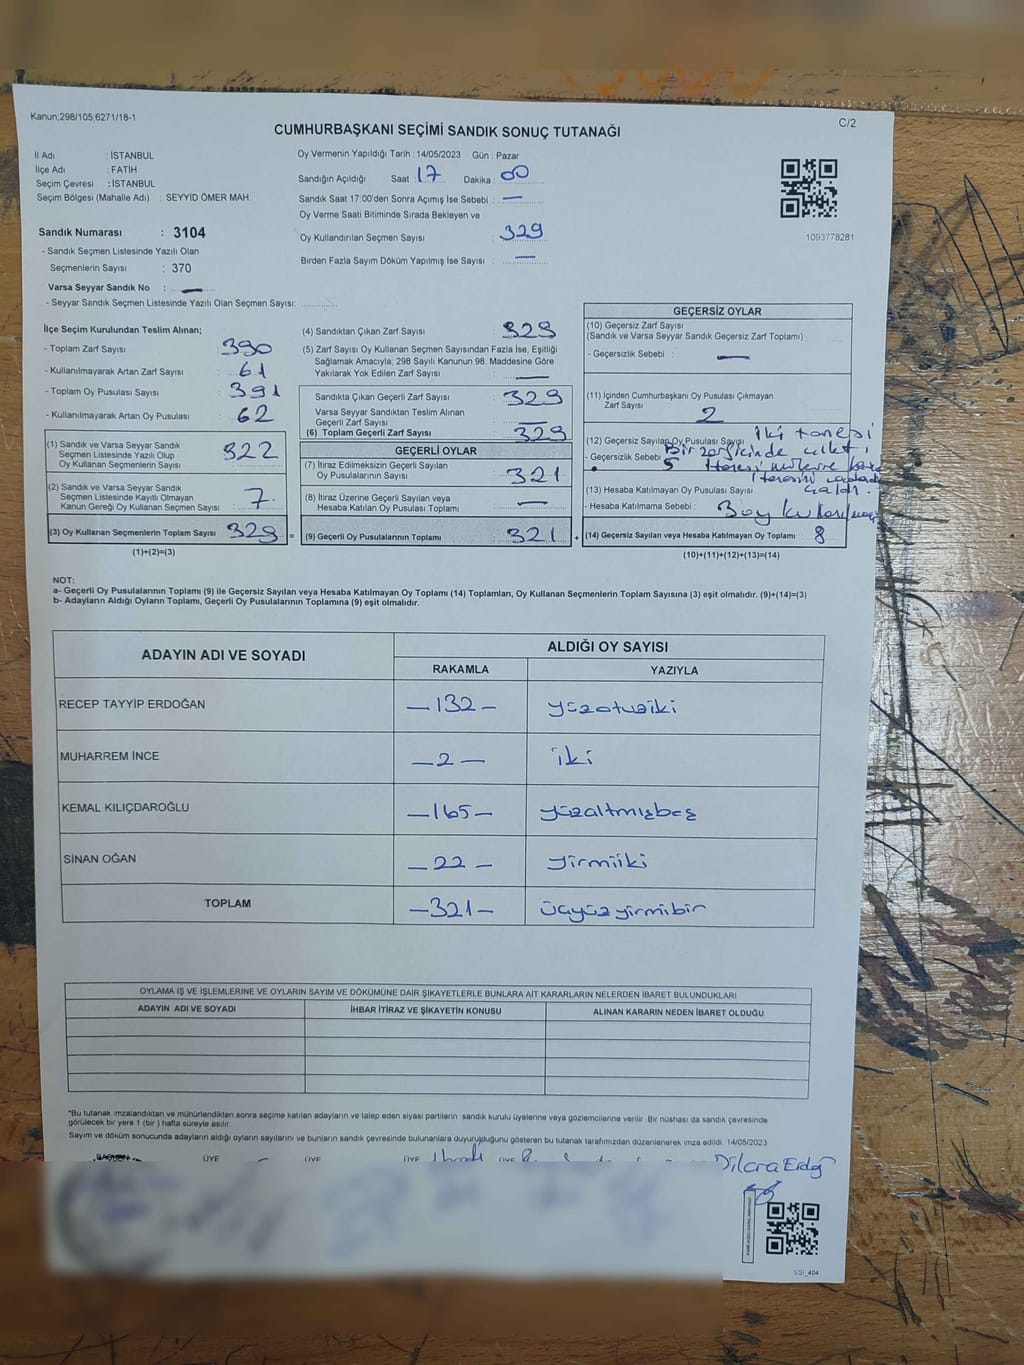 Kanun;298/105;6271/18-1
C/2
CUMHURBAŞKANI SEÇİMİ SANDIK SONUÇ TUTANAĞI
İl Adı : İSTANBUL
İlçe Adı : FATİH
Seçim Çevresi : İSTANBUL
Seçim Bölgesi (Mahalle Adı) : SEYYİD ÖMER MAH.
Sandık Numarası : 3104
- Sandık Seçmen Listesinde Yazılı Olan
Seçmenlerin Sayısı : 370
Varsa Seyyar Sandık No : —
- Seyyar Sandık Seçmen Listesinde Yazılı Olan Seçmen Sayısı:
Oy Vermenin Yapıldığı Tarih : 14/05/2023 Gün : Pazar
Sandığın Açıldığı Saat : 17 Dakika : 00
Sandık Saat 17:00'den Sonra Açımış İse Sebebi : —
Oy Verme Saati Bitiminde Sırada Bekleyen ve
Oy Kullandırılan Seçmen Sayısı : 329
Birden Fazla Sayım Döküm Yapılmış İse Sayısı : —
1093778281
İlçe Seçim Kurulundan Teslim Alınan;
- Toplam Zarf Sayısı : 390
- Kullanılmayarak Artan Zarf Sayısı : 61
- Toplam Oy Pusulası Sayısı : 391
- Kullanılmayarak Artan Oy Pusulası : 62
(1) Sandık ve Varsa Seyyar Sandık
Seçmen Listesinde Yazılı Olup
Oy Kullanan Seçmenlerin Sayısı : 322
(2) Sandık ve Varsa Seyyar Sandık
Seçmen Listesinde Kayıtlı Olmayan
Kanun Gereği Oy Kullanan Seçmen Sayısı : 7
(3) Oy Kullanan Seçmenlerin Toplam Sayısı : 329
(1)+(2)=(3)
(4) Sandıktan Çıkan Zarf Sayısı : 329
(5) Zarf Sayısı Oy Kullanan Seçmen Sayısından Fazla İse, Eşitliği
Sağlamak Amacıyla; 298 Sayılı Kanunun 98. Maddesine Göre
Yakılarak Yok Edilen Zarf Sayısı : —
Sandıkta Çıkan Geçerli Zarf Sayısı : 329
Varsa Seyyar Sandıktan Teslim Alınan
Geçerli Zarf Sayısı : —
(6) Toplam Geçerli Zarf Sayısı : 329
GEÇERLİ OYLAR
(7) İtiraz Edilmeksizin Geçerli Sayılan
Oy Pusulalarının Sayısı : 321
(8) İtiraz Üzerine Geçerli Sayılan veya
Hesaba Katılan Oy Pusulası Toplamı : —
(9) Geçerli Oy Pusulalarının Toplamı : 321
GEÇERSİZ OYLAR
(10) Geçersiz Zarf Sayısı
(Sandık ve Varsa Seyyar Sandık Geçersiz Zarf Toplamı) :
- Geçersizlik Sebebi : —
(11) İçinden Cumhurbaşkanı Oy Pusulası Çıkmayan
Zarf Sayısı : 2
(12) Geçersiz Sayılan Oy Pusulası Sayısı iki tanesi
- Geçersizlik Sebebi Bir zarf içinde
5
(13) Hesaba Katılmayan Oy Pusulası Sayısı
- Hesaba Katılmama Sebebi :
(14) Geçersiz Sayılan veya Hesaba Katılmayan Oy Toplamı : 8
(10)+(11)+(12)+(13)=(14)
NOT:
a- Geçerli Oy Pusulalarının Toplamı (9) ile Geçersiz Sayılan veya Hesaba Katılmayan Oy Toplamı (14) Toplamları, Oy Kullanan Seçmenlerin Toplam Sayısına (3) eşit olmalıdır. (9)+(14)=(3)
b- Adayların Aldığı Oyların Toplamı, Geçerli Oy Pusulalarının Toplamına (9) eşit olmalıdır.
ADAYIN ADI VE SOYADI
ALDIĞI OY SAYISI
RAKAMLA YAZIYLA
RECEP TAYYİP ERDOĞAN —132— yüzotuziki
MUHARREM İNCE —2— iki
KEMAL KILIÇDAROĞLU —165— yüzaltmışbeş
SİNAN OĞAN —22— yirmiiki
TOPLAM —321— üçyüzyirmibir
OYLAMA İŞ VE İŞLEMLERİNE VE OYLARIN SAYIM VE DÖKÜMÜNE DAİR ŞİKAYETLERLE BUNLARA AİT KARARLARIN NELERDEN İBARET BULUNDUKLARI
ADAYIN ADI VE SOYADI İHBAR İTİRAZ VE ŞİKAYETİN KONUSU ALINAN KARARIN NEDEN İBARET OLDUĞU
*Bu tutanak imzalandıktan ve mühürlendikten sonra seçime katılan adayların ve talep eden siyasi partilerin sandık kurulu üyelerine veya gözlemcilerine verilir. Bir nüshası da sandık çevresinde
görülecek bir yere 1 (bir) hafta süreyle asılır.
Sayım ve döküm sonucunda adayların aldığı oyların sayılarını ve bunların sandık çevresinde bulunanlara duyurulduğunu gösteren bu tutanak tarafımızdan düzenlenerek imza edildi. 14/05/2023
BAŞKAN ÜYE ÜYE ÜYE ÜYE
SSI_404